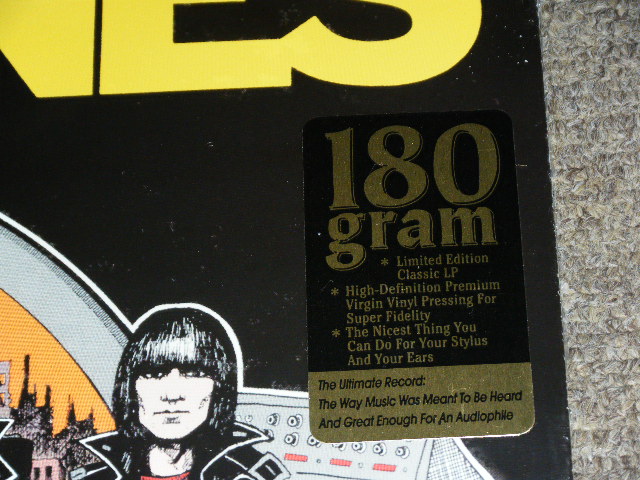 NES
180
gram
* Limited Edition
Classic LP
* High-Definition Premium
Virgin Vinyl Pressing For
Super Fidelity
* The Nicest Thing You
Can Do For Your Stylus
And Your Ears
The Ultimate Record:
The Way Music Was Meant To Be Heard
And Great Enough For An Audiophile